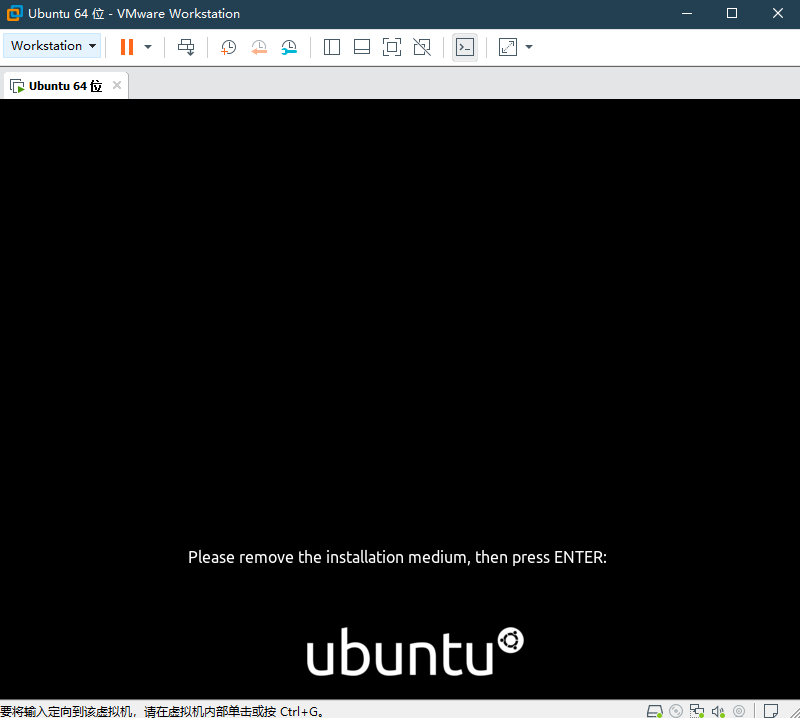 Ubuntu 64 位 - VMware Workstation
Workstation
Ubuntu 64 位
Please remove the installation medium, then press ENTER:
ubuntu
要将输入定向到该虚拟机，请在虚拟机内部单击或按 Ctrl+G。